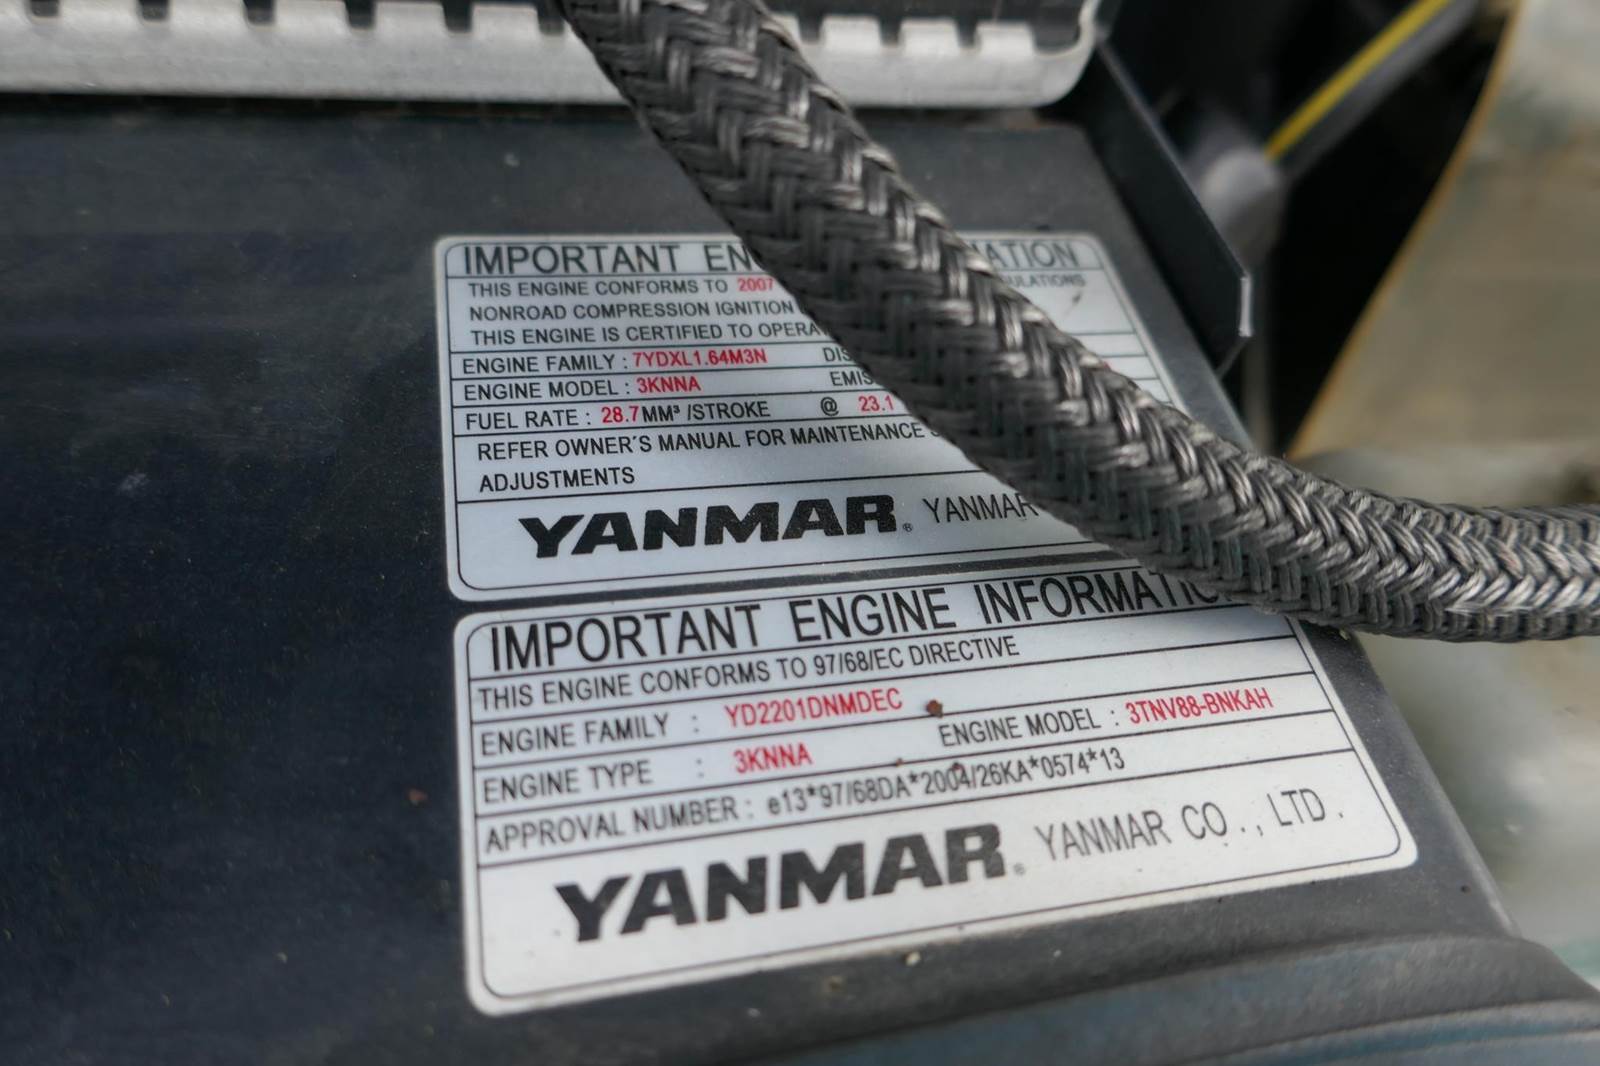 IMPORTANT ATION
THIS ENGINE CONFORMS TO 2007
NONROAD COMPRESSION IGNITION
THIS ENGINE IS CERTIFIED TO
ENGINE FAMILY : 7YDXL1.64M3N
ENGINE MODEL : 3KNNA
FUEL RATE : 28.7MM³ /STROKE @ 23.1
REFER OWNER´S MANUAL FOR MAINTENANCE
ADJUSTMENTS
YANMAR® YANMAR
IMPORTANT ENGINE INFORMATION
THIS ENGINE CONFORMS TO 97/68/EC DIRECTIVE
ENGINE FAMILY : YD2201DNMDEC
ENGINE TYPE : 3KNNA ENGINE MODEL : 3TNV88-BNKAH
APPROVAL NUMBER : e13*97/68DA*2004/26KA*0574*13
YANMAR® YANMAR CO., LTD.